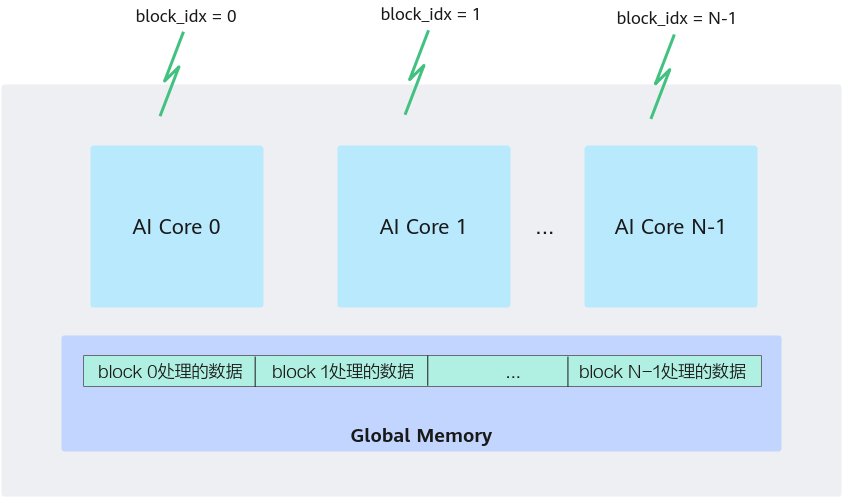 block_idx = 0
block_idx = 1
block_idx = N-1
AI Core 0
AI Core 1
...
AI Core N-1
block 0处理的数据
block 1处理的数据
...
block N-1处理的数据
Global Memory